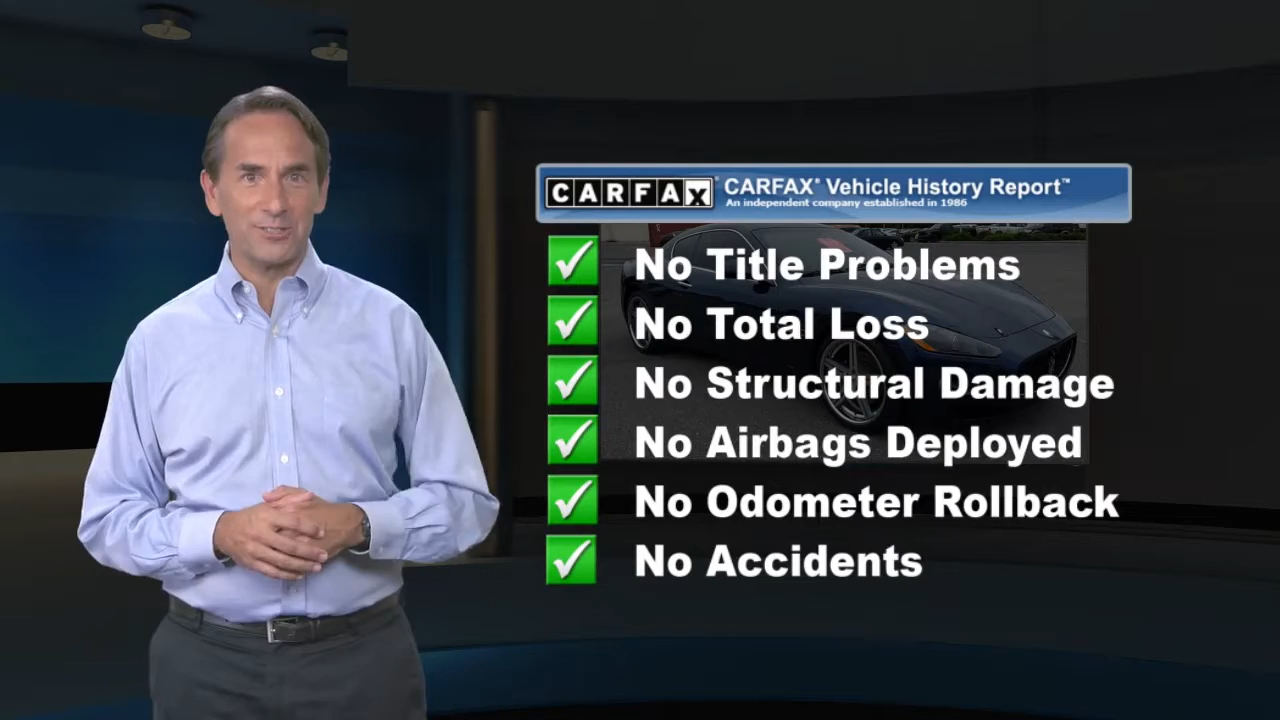 CARFAX® CARFAX® Vehicle History Report™
An independent company established in 1986
No Title Problems
No Total Loss
No Structural Damage
No Airbags Deployed
No Odometer Rollback
No Accidents